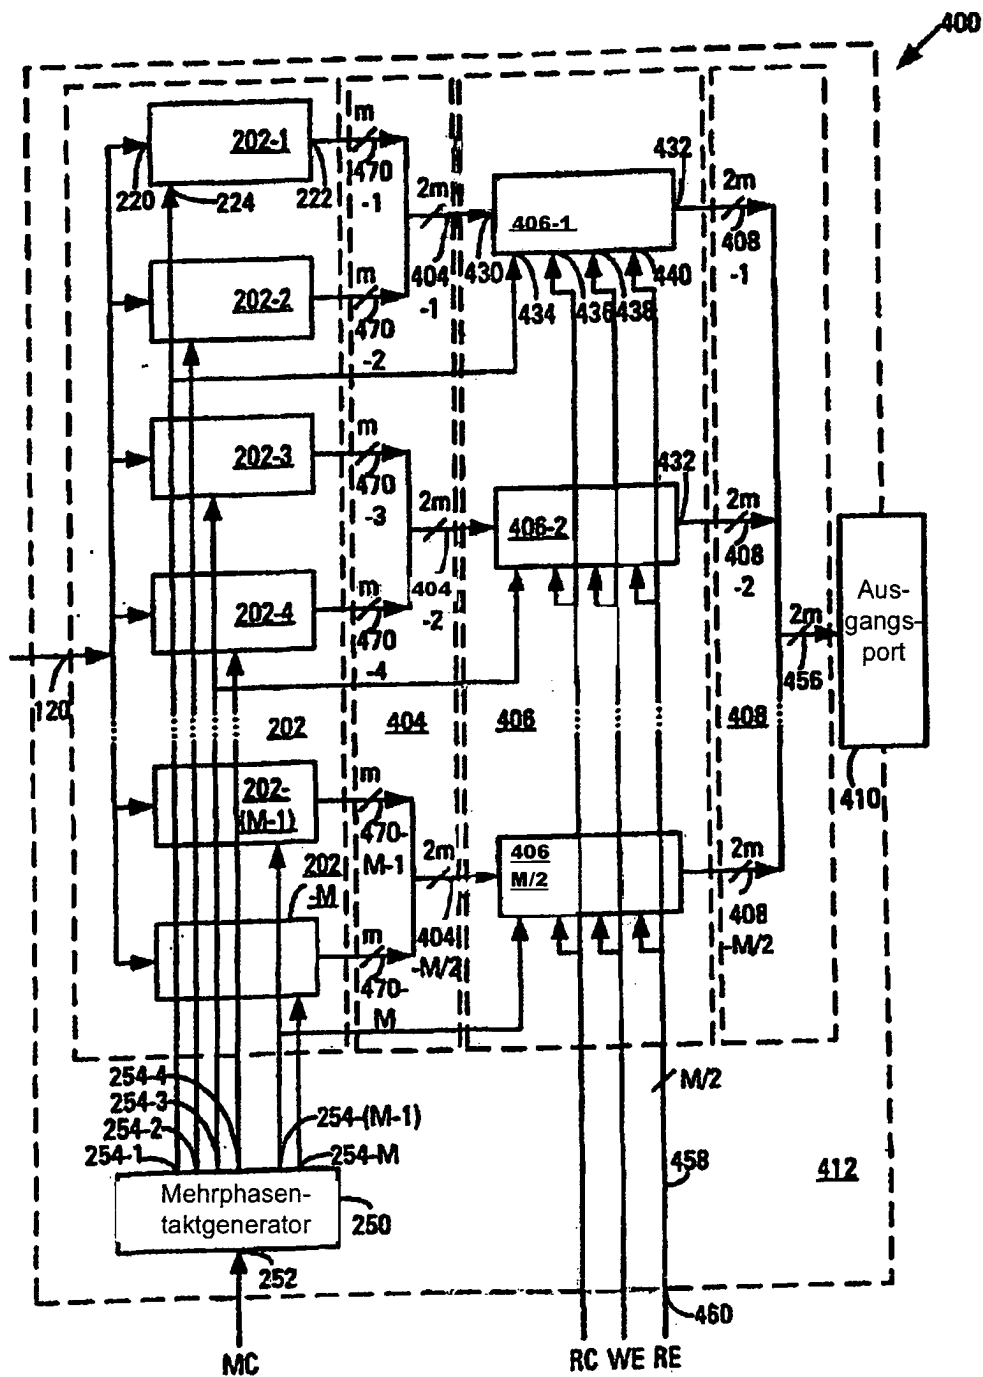 400
202-1
220
224
222
m
470
-1
2m
404
-1
430
406-1
432
434
436
438
440
2m
408
-1
202-2
m
470
-2
202-3
m
470
-3
2m
404
-2
406-2
432
2m
408
-2
202-4
m
470
-4
120
202
404
406
408
2m
456
Aus-
gangs-
port
410
202-
(M-1)
m
470-
M-1
2m
404
-M/2
406
M/2
2m
408
-M/2
202
-M
m
470-
M
M/2
254-4
254-3
254-2
254-1
254-(M-1)
254-M
458
412
Mehrphasen-
taktgenerator
250
252
460
MC
RC WE RE